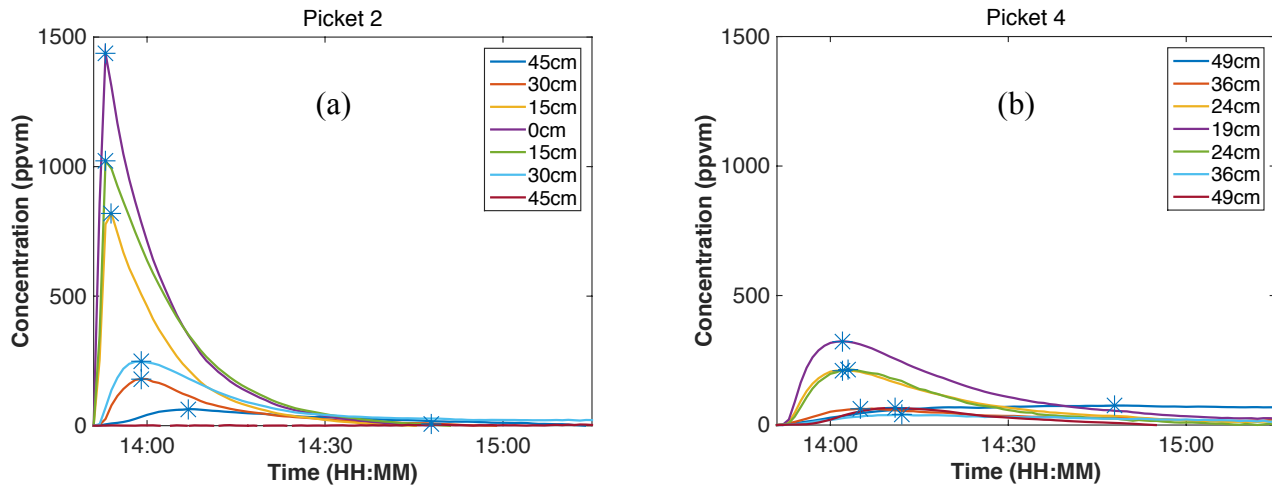 Picket 2
1500
1000
500
0
Concentration (ppvm)
14:00
14:30
15:00
Time (HH:MM)
(a)
45cm
30cm
15cm
0cm
15cm
30cm
45cm
Picket 4
1500
1000
500
0
Concentration (ppvm)
14:00
14:30
15:00
Time (HH:MM)
(b)
49cm
36cm
24cm
19cm
24cm
36cm
49cm